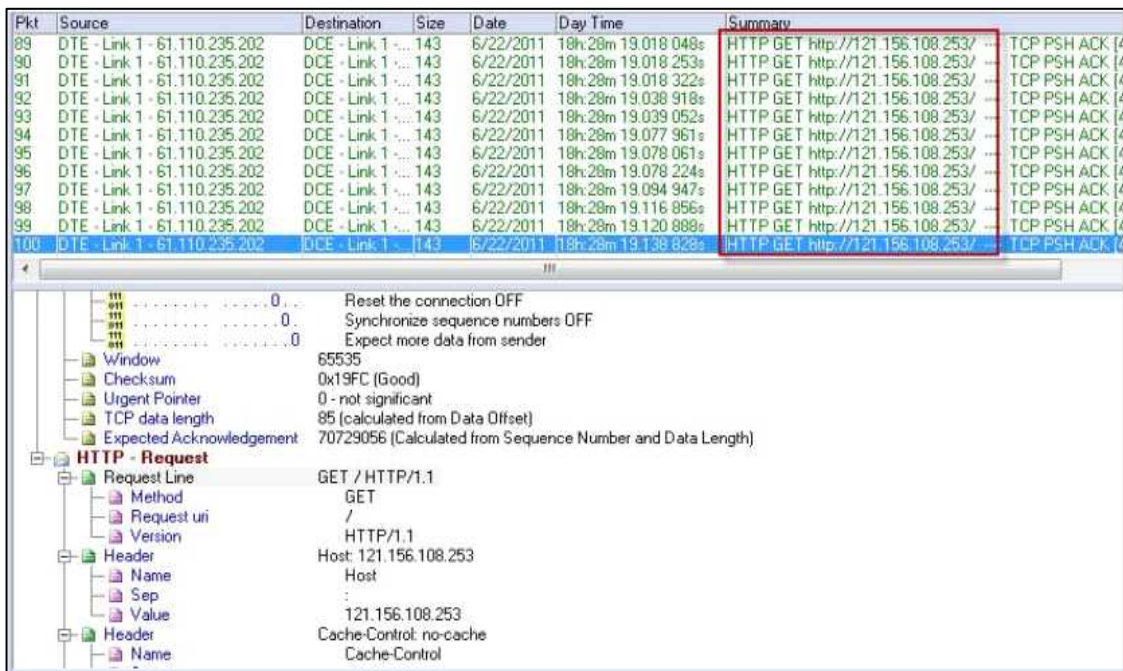 Pkt Source Destination Size Date Day Time Summary
89 DTE - Link 1 - 61.110.235.202 DCE - Link 1 -... 143 6/22/2011 18h:28m 19.018 048s HTTP GET http://121.156.108.253/ --- TCP PSH ACK [4
90 DTE - Link 1 - 61.110.235.202 DCE - Link 1 -... 143 6/22/2011 18h:28m 19.018 253s HTTP GET http://121.156.108.253/ --- TCP PSH ACK [4
91 DTE - Link 1 - 61.110.235.202 DCE - Link 1 -... 143 6/22/2011 18h:28m 19.018 322s HTTP GET http://121.156.108.253/ --- TCP PSH ACK [4
92 DTE - Link 1 - 61.110.235.202 DCE - Link 1 -... 143 6/22/2011 18h:28m 19.038 918s HTTP GET http://121.156.108.253/ --- TCP PSH ACK [4
93 DTE - Link 1 - 61.110.235.202 DCE - Link 1 -... 143 6/22/2011 18h:28m 19.039 052s HTTP GET http://121.156.108.253/ --- TCP PSH ACK [4
94 DTE - Link 1 - 61.110.235.202 DCE - Link 1 -... 143 6/22/2011 18h:28m 19.077 961s HTTP GET http://121.156.108.253/ --- TCP PSH ACK [4
95 DTE - Link 1 - 61.110.235.202 DCE - Link 1 -... 143 6/22/2011 18h:28m 19.078 061s HTTP GET http://121.156.108.253/ --- TCP PSH ACK [4
96 DTE - Link 1 - 61.110.235.202 DCE - Link 1 -... 143 6/22/2011 18h:28m 19.078 224s HTTP GET http://121.156.108.253/ --- TCP PSH ACK [4
97 DTE - Link 1 - 61.110.235.202 DCE - Link 1 -... 143 6/22/2011 18h:28m 19.094 947s HTTP GET http://121.156.108.253/ --- TCP PSH ACK [4
98 DTE - Link 1 - 61.110.235.202 DCE - Link 1 -... 143 6/22/2011 18h:28m 19.116 856s HTTP GET http://121.156.108.253/ --- TCP PSH ACK [4
99 DTE - Link 1 - 61.110.235.202 DCE - Link 1 -... 143 6/22/2011 18h:28m 19.120 888s HTTP GET http://121.156.108.253/ --- TCP PSH ACK [4
100 DTE - Link 1 - 61.110.235.202 DCE - Link 1 -... 143 6/22/2011 18h:28m 19.138 828s HTTP GET http://121.156.108.253/ --- TCP PSH ACK [4
. . . . . . . . . . . . . 0 . . Reset the connection OFF
. . . . . . . . . . . . . . 0 . Synchronize sequence numbers OFF
. . . . . . . . . . . . . . . 0 Expect more data from sender
Window 65535
Checksum 0x19FC (Good)
Urgent Pointer 0 - not significant
TCP data length 85 (calculated from Data Offset)
Expected Acknowledgement 70729056 (Calculated from Sequence Number and Data Length)
HTTP - Request
Request Line GET / HTTP/1.1
Method GET
Request uri /
Version HTTP/1.1
Header Host: 121.156.108.253
Name Host
Sep :
Value 121.156.108.253
Header Cache-Control: no-cache
Name Cache-Control